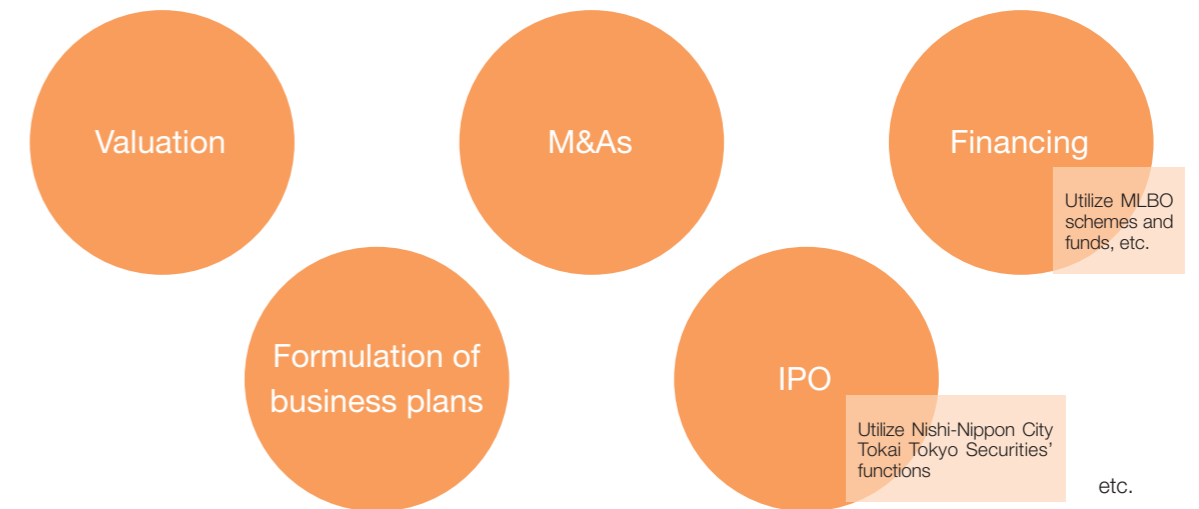 Valuation
M&As
Financing
Utilize MLBO
schemes and
funds, etc.
Formulation of
business plans
IPO
Utilize Nishi-Nippon City
Tokai Tokyo Securities’
functions
etc.